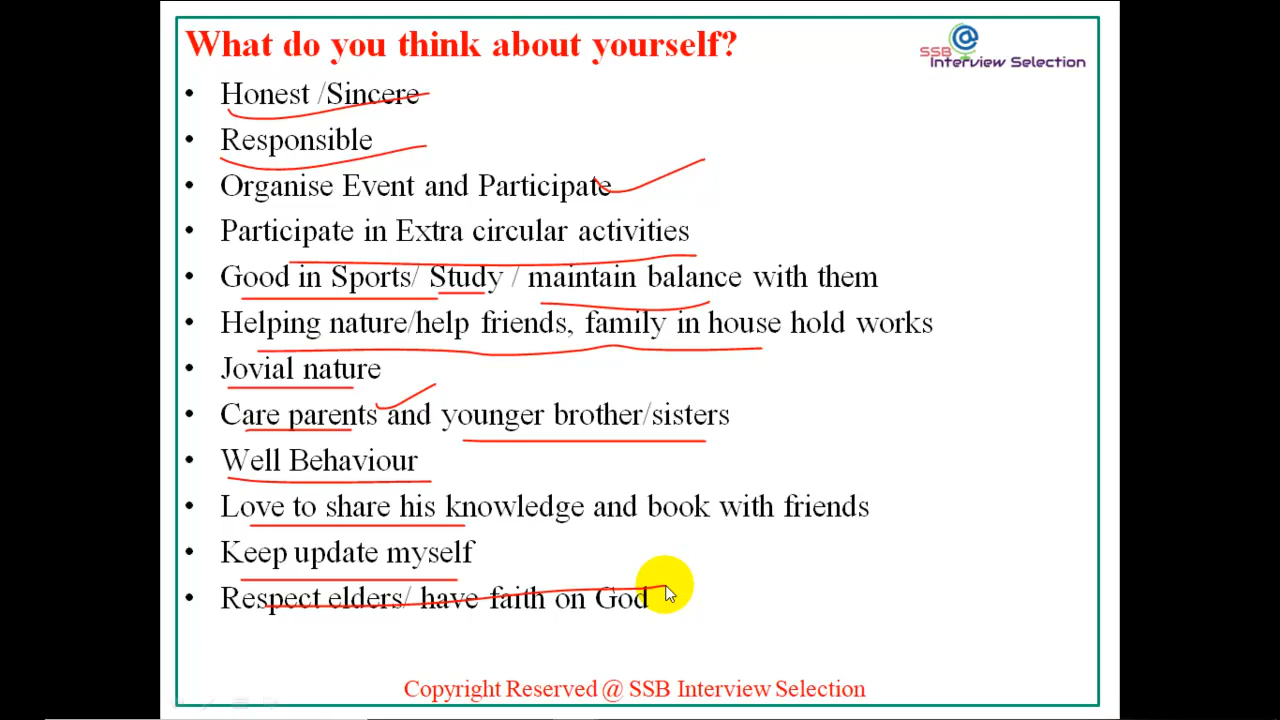 What do you think about yourself?
SSB
Interview Selection
• Honest /Sincere
• Responsible
• Organise Event and Participate
• Participate in Extra circular activities
• Good in Sports/ Study / maintain balance with them
• Helping nature/help friends, family in house hold works
• Jovial nature
• Care parents and younger brother/sisters
• Well Behaviour
• Love to share his knowledge and book with friends
• Keep update myself
• Respect elders/ have faith on God
Copyright Reserved @ SSB Interview Selection